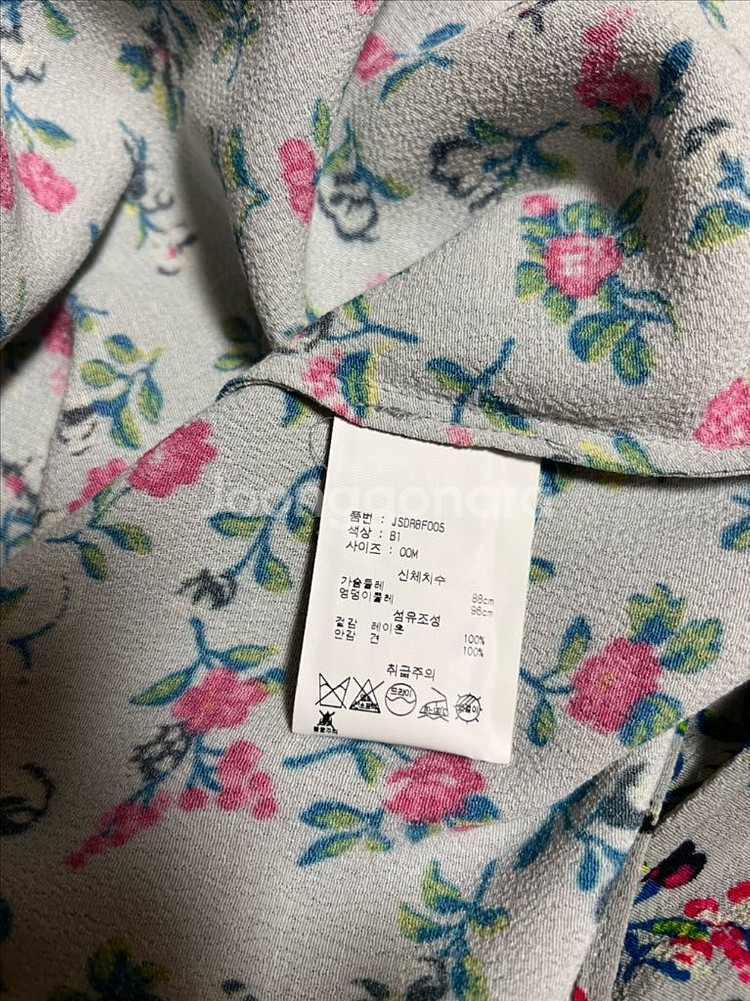 Joonggonara
품번 : JSDR8F005
색상 : B1
사이즈 : 00M
신체치수
가슴둘레 88cm
엉덩이둘레 96cm
섬유조성
겉감 레이온 100%
안감 견 100%
취급주의
드라이